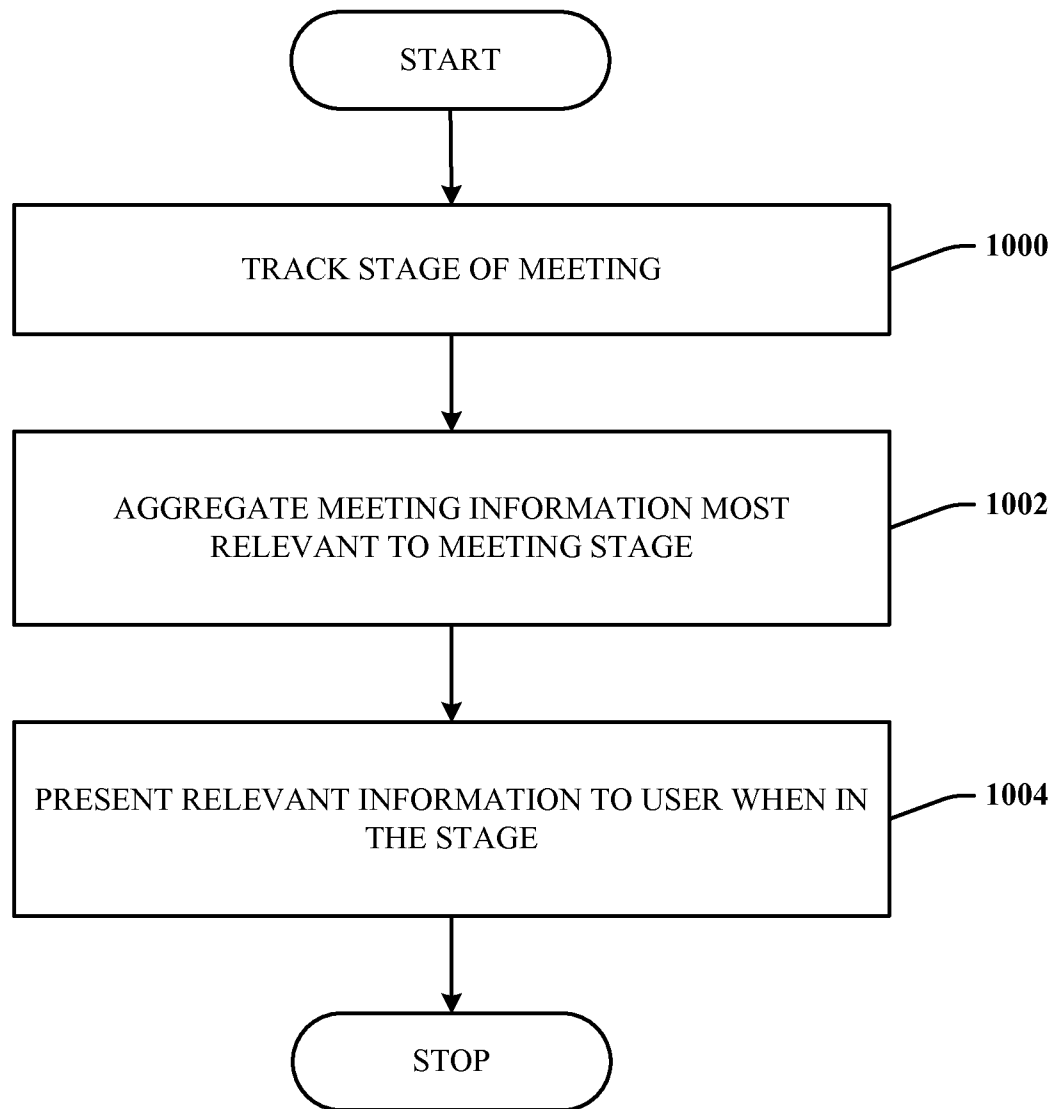 START
TRACK STAGE OF MEETING
1000
AGGREGATE MEETING INFORMATION MOST
RELEVANT TO MEETING STAGE
1002
PRESENT RELEVANT INFORMATION TO USER WHEN IN
THE STAGE
1004
STOP